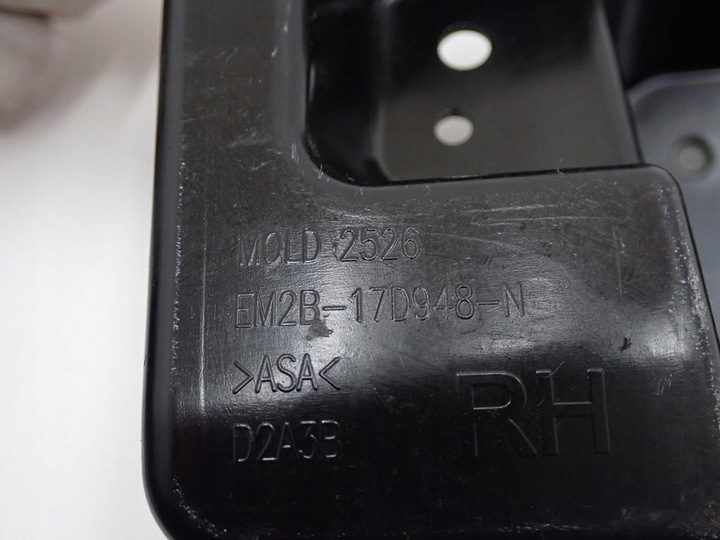 MOLD 2526
EM2B-17D948-N
>ASA<
D2A3B
RH